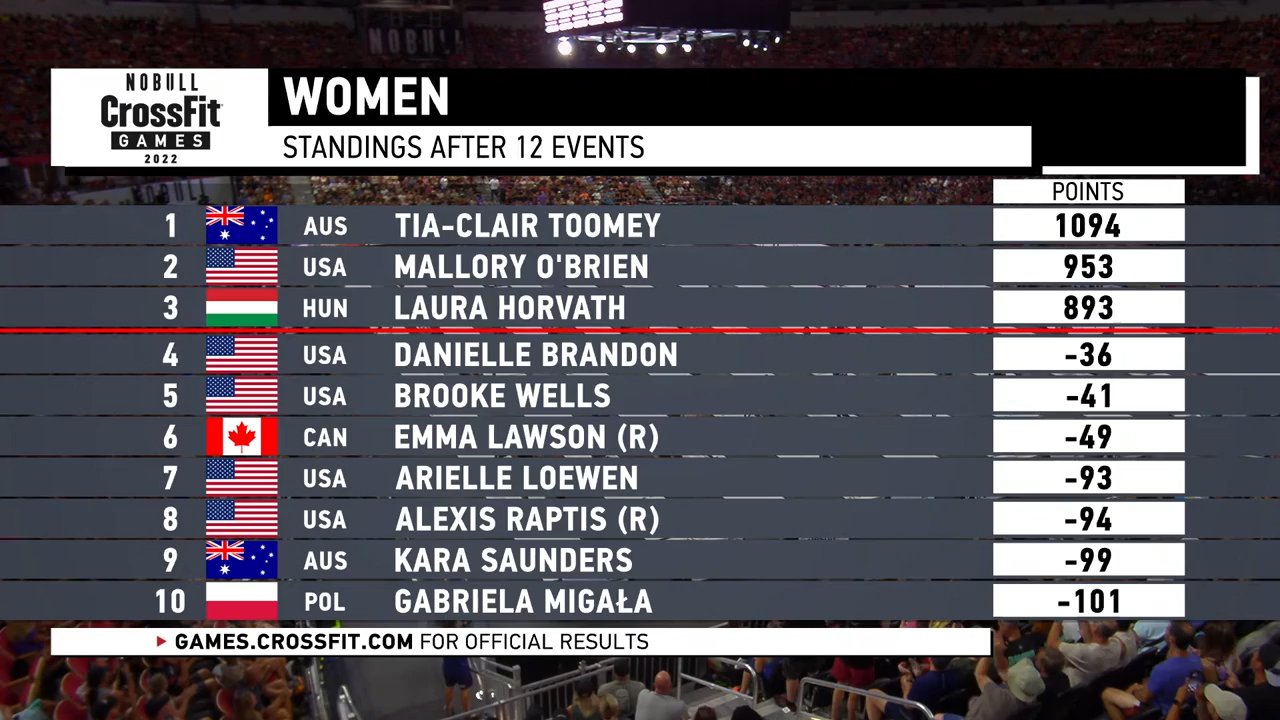 NOBULL
NOBULL
CrossFit
GAMES
2022
WOMEN
STANDINGS AFTER 12 EVENTS
POINTS
1 AUS TIA-CLAIR TOOMEY 1094
2 USA MALLORY O'BRIEN 953
3 HUN LAURA HORVATH 893
4 USA DANIELLE BRANDON -36
5 USA BROOKE WELLS -41
6 CAN EMMA LAWSON (R) -49
7 USA ARIELLE LOEWEN -93
8 USA ALEXIS RAPTIS (R) -94
9 AUS KARA SAUNDERS -99
10 POL GABRIELA MIGAŁA -101
GAMES.CROSSFIT.COM FOR OFFICIAL RESULTS